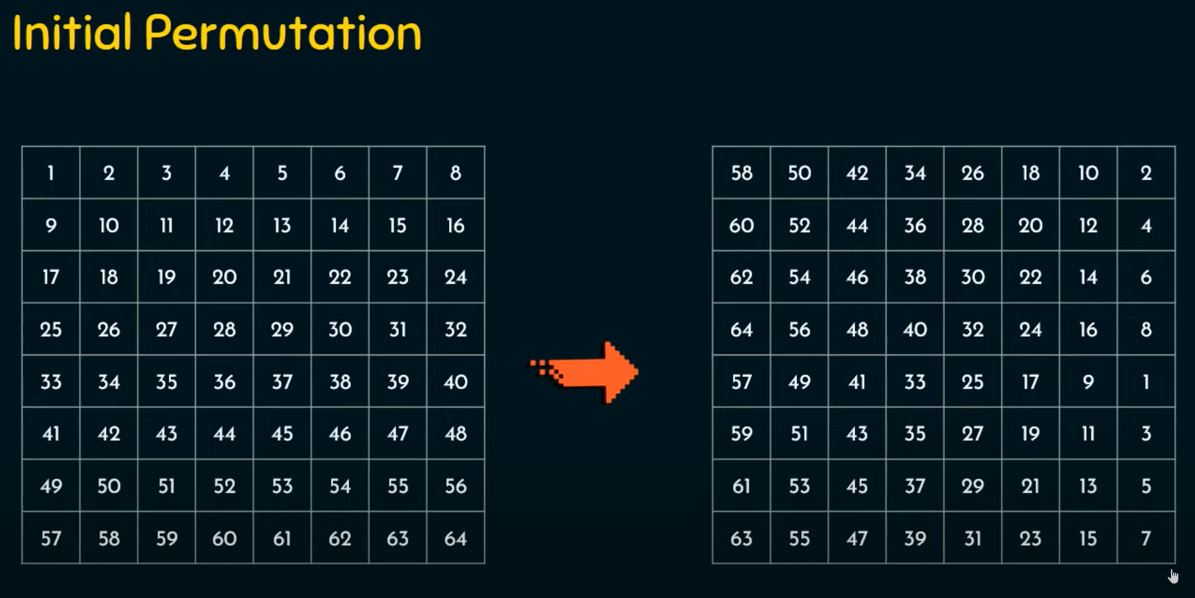 Initial Permutation
1 2 3 4 5 6 7 8
9 10 11 12 13 14 15 16
17 18 19 20 21 22 23 24
25 26 27 28 29 30 31 32
33 34 35 36 37 38 39 40
41 42 43 44 45 46 47 48
49 50 51 52 53 54 55 56
57 58 59 60 61 62 63 64
58 50 42 34 26 18 10 2
60 52 44 36 28 20 12 4
62 54 46 38 30 22 14 6
64 56 48 40 32 24 16 8
57 49 41 33 25 17 9 1
59 51 43 35 27 19 11 3
61 53 45 37 29 21 13 5
63 55 47 39 31 23 15 7